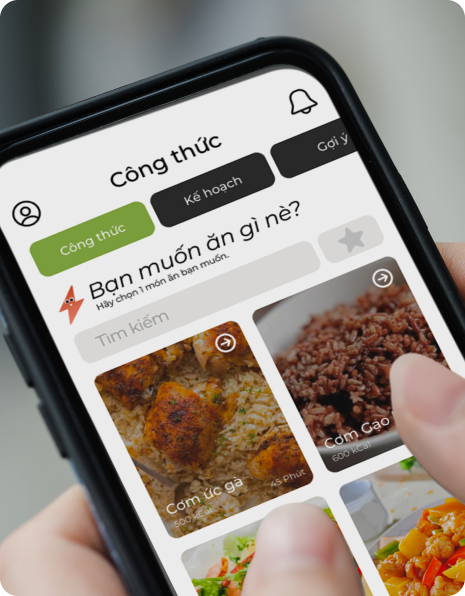 Công thức
Công thức
Kế hoạch
Gợi ý
Bạn muốn ăn gì nè?
Hãy chọn 1 món ăn bạn muốn.
Tìm kiếm
Cơm ức gà
500 kcal
45 Phút
Cơm Gạo
600 kcal